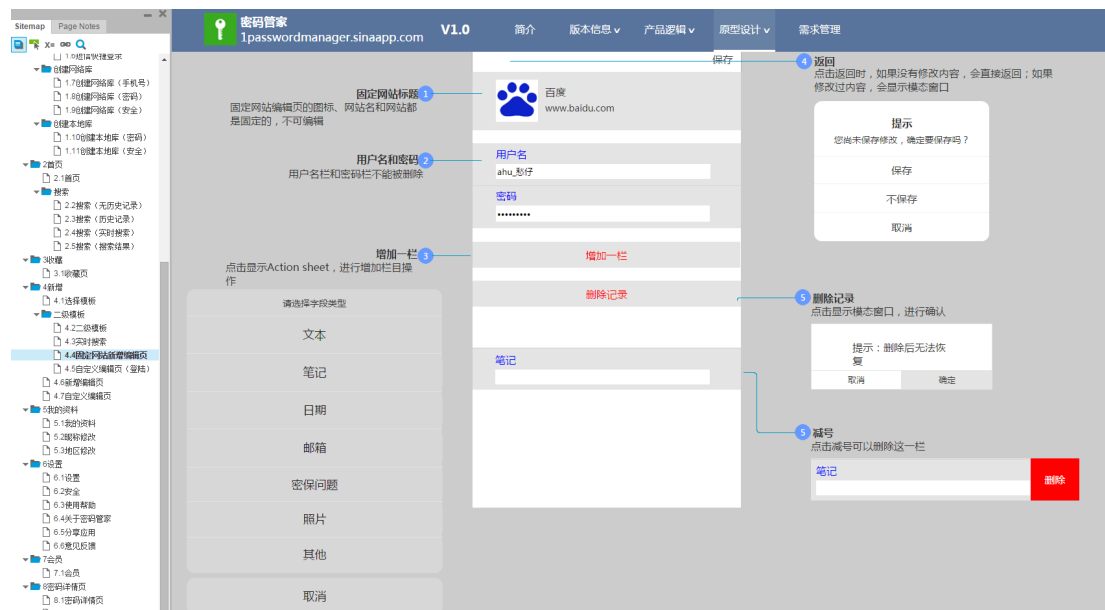 Sitemap
Page Notes
密码管家
1passwordmanager.sinaapp.com
V1.0
简介
版本信息
产品逻辑
原型设计
需求管理
1.6短信快捷登录
创建网络库
1.7创建网络库（手机号）
1.8创建网络库（密码）
1.9创建网络库（安全）
创建本地库
1.10创建本地库（密码）
1.11创建本地库（安全）
2首页
2.1首页
搜索
2.2搜索（无历史记录）
2.3搜索（历史记录）
2.4搜索（实时搜索）
2.5搜索（搜索结果）
3收藏
3.1收藏页
4新增
4.1选择模板
二级模板
4.2二级模板
4.3实时搜索
4.4固定网站新增编辑页
4.5自定义编辑页（登陆）
4.6新增编辑页
4.7自定义编辑页
5我的资料
5.1我的资料
5.2昵称修改
5.3地区修改
6设置
6.1设置
6.2安全
6.3使用帮助
6.4关于密码管家
6.5分享应用
6.6意见反馈
7会员
7.1会员
8密码详情页
8.1密码详情页
固定网站标题 1
固定网站编辑页的图标、网站名和网站都
是固定的，不可编辑
用户名和密码 2
用户名栏和密码栏不能被删除
增加一栏 3
点击显示Action sheet，进行增加栏目操
作
请选择字段类型
文本
笔记
日期
邮箱
密保问题
照片
其他
取消
保存
百度
www.baidu.com
用户名
ahu_愁仔
密码
•••••••••
增加一栏
删除记录
笔记
4 返回
点击返回时，如果没有修改内容，会直接返回；如果
修改过内容，会显示模态窗口
提示
您尚未保存修改，确定要保存吗？
保存
不保存
取消
5 删除记录
点击显示模态窗口，进行确认
提示：删除后无法恢
复
取消
确定
5 减号
点击减号可以删除这一栏
笔记
删除